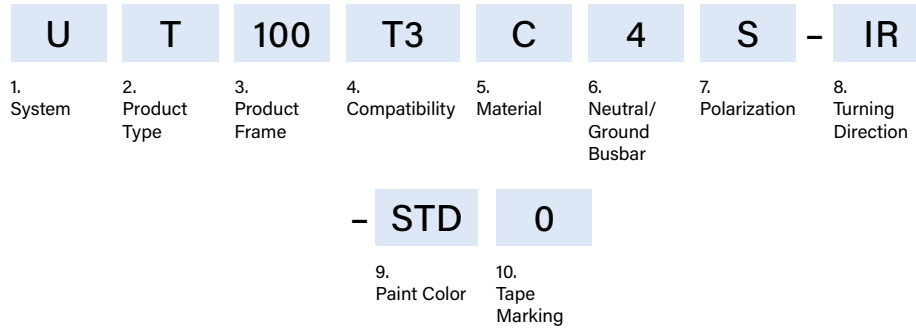 U T 100 T3 C 4 S – IR
1. 2. 3. 4. 5. 6. 7. 8.
System Product Product Compatibility Material Neutral/ Polarization Turning
Type Frame Ground Direction
Busbar
– STD 0
9. 10.
Paint Color Tape
Marking